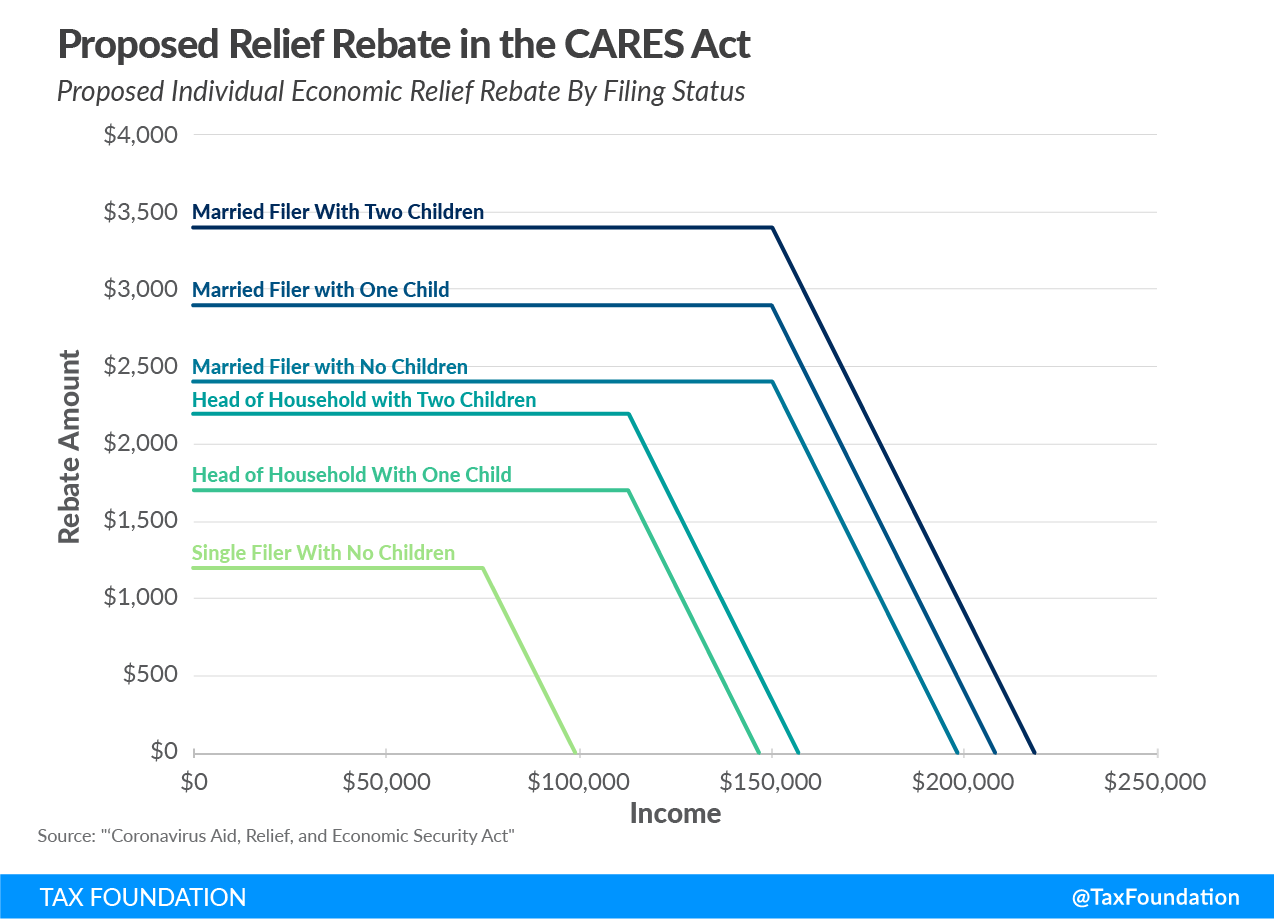 Proposed Relief Rebate in the CARES Act
Proposed Individual Economic Relief Rebate By Filing Status
$4,000
$3,500
Married Filer With Two Children
$3,000
Married Filer with One Child
$2,500
Married Filer with No Children
Head of Household with Two Children
$2,000
Head of Household With One Child
$1,500
Single Filer With No Children
$1,000
$500
$0
Rebate Amount
$0 $50,000 $100,000 $150,000 $200,000 $250,000
Income
Source: "‘Coronavirus Aid, Relief, and Economic Security Act"
TAX FOUNDATION @TaxFoundation